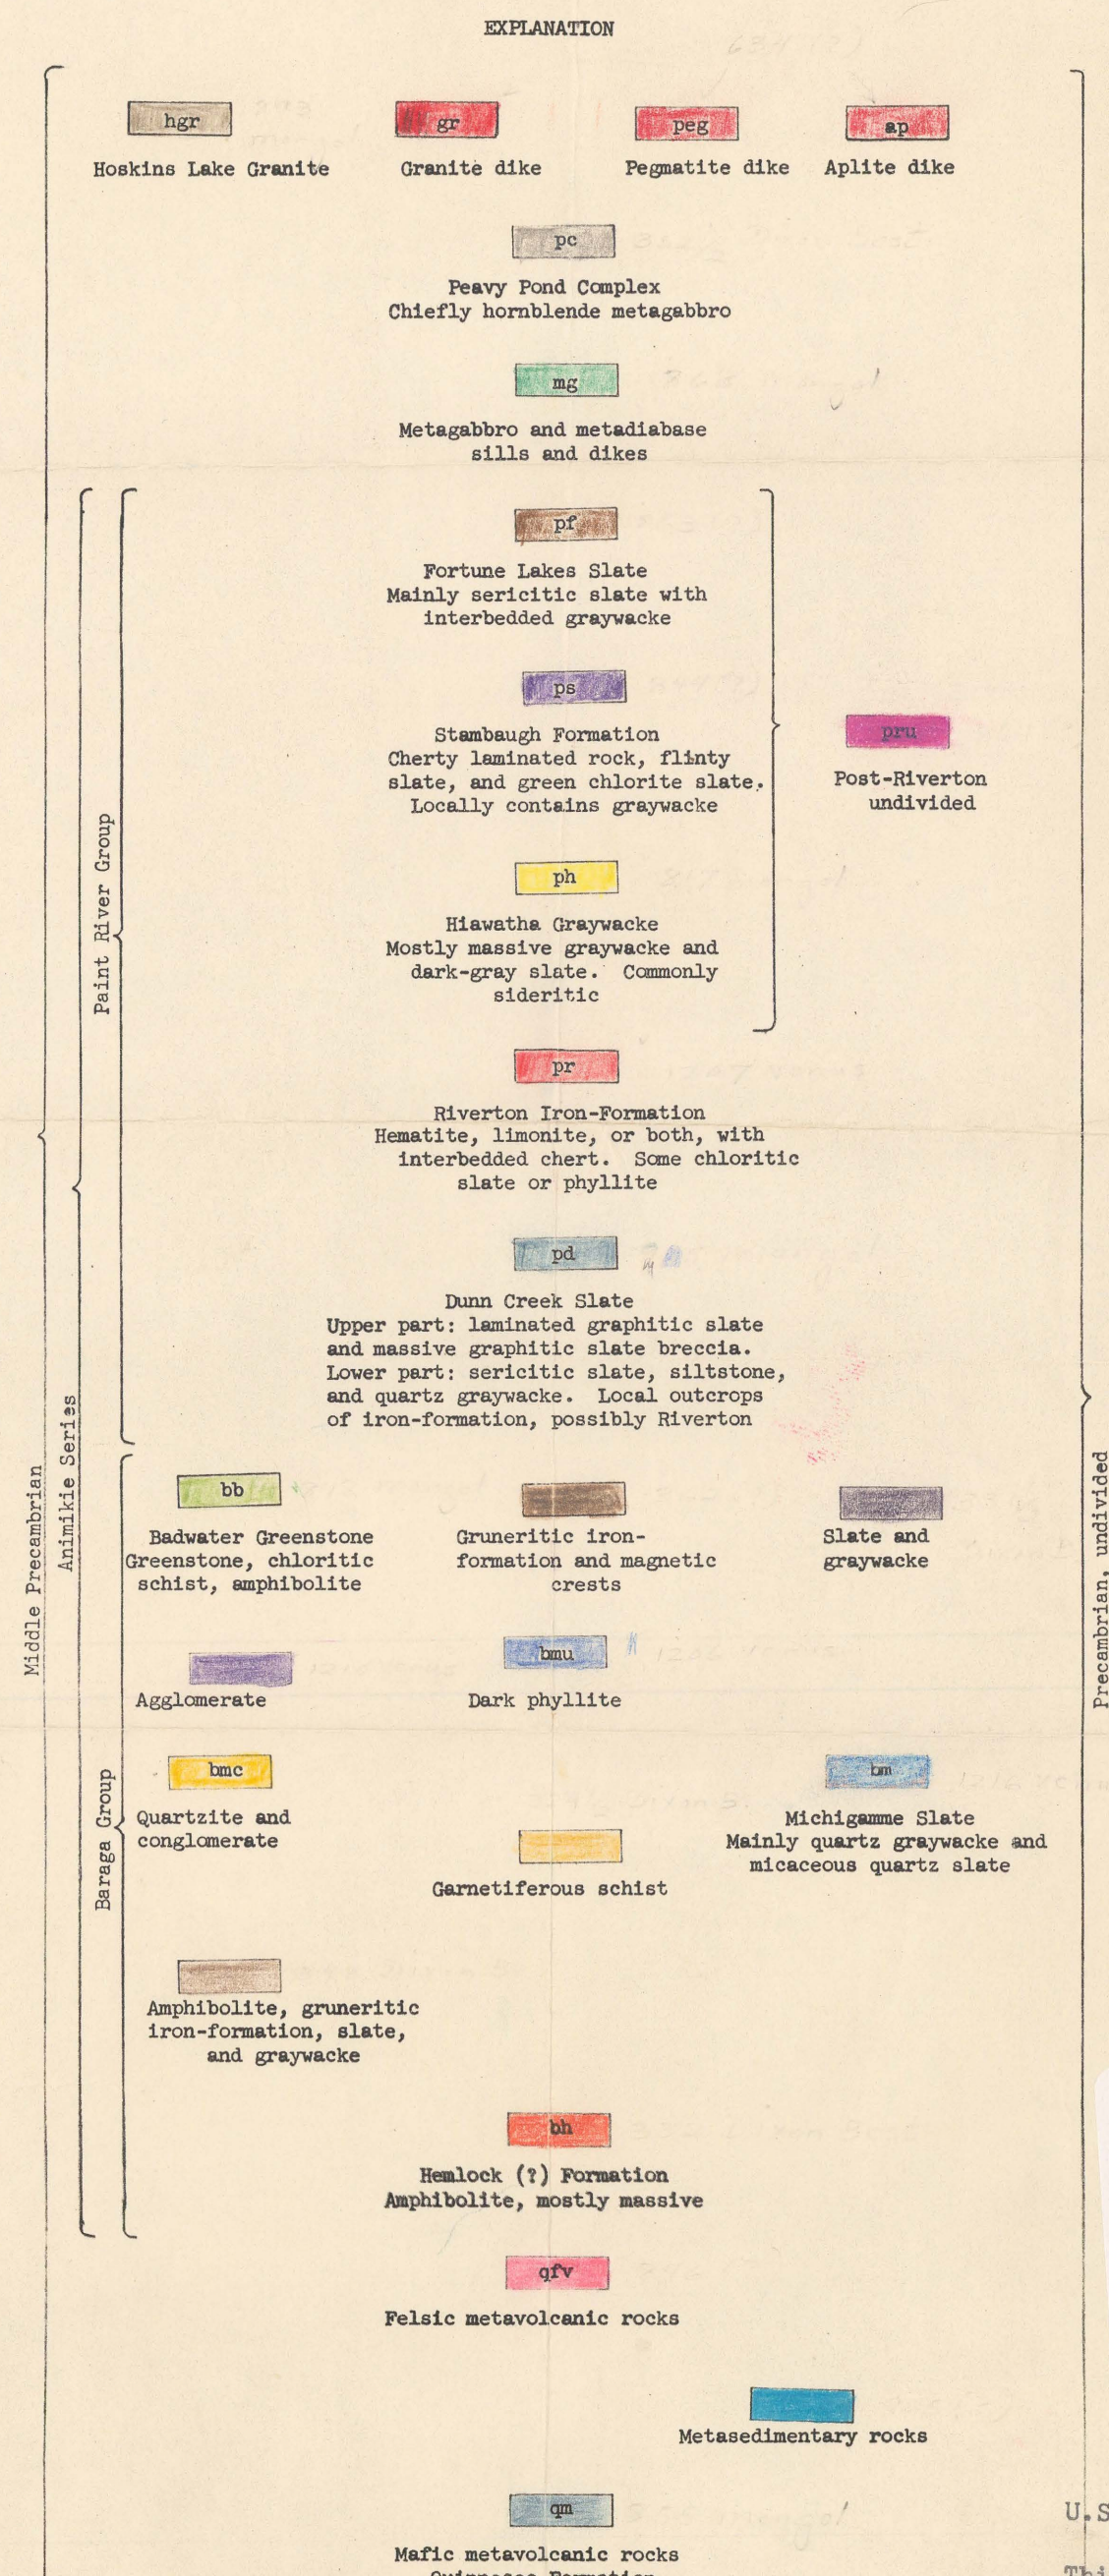 EXPLANATION
hgr gr peg ap
Hoskins Lake Granite Granite dike Pegmatite dike Aplite dike
pc
Peavy Pond Complex
Chiefly hornblende metagabbro
mg
Metagabbro and metadiabase
sills and dikes
pf
Fortune Lakes Slate
Mainly sericitic slate with
interbedded graywacke
ps
Stambaugh Formation
Cherty laminated rock, flinty
slate, and green chlorite slate.
Locally contains graywacke
pru
Post-Riverton
undivided
ph
Hiawatha Graywacke
Mostly massive graywacke and
dark-gray slate. Commonly
sideritic
Paint River Group
pr
Riverton Iron-Formation
Hematite, limonite, or both, with
interbedded chert. Some chloritic
slate or phyllite
pd
Dunn Creek Slate
Upper part: laminated graphitic slate
and massive graphitic slate breccia.
Lower part: sericitic slate, siltstone,
and quartz graywacke. Local outcrops
of iron-formation, possibly Riverton
Middle Precambrian
Animikie Series
Precambrian, undivided
bb
Badwater Greenstone
Greenstone, chloritic
schist, amphibolite
Gruneritic iron-
formation and magnetic
crests
Slate and
graywacke
Agglomerate
bmu
Dark phyllite
Baraga Group
bmc
Quartzite and
conglomerate
Garnetiferous schist
bm
Michigamme Slate
Mainly quartz graywacke and
micaceous quartz slate
Amphibolite, gruneritic
iron-formation, slate,
and graywacke
bh
Hemlock (?) Formation
Amphibolite, mostly massive
qfv
Felsic metavolcanic rocks
Metasedimentary rocks
qm
Mafic metavolcanic rocks
U.S